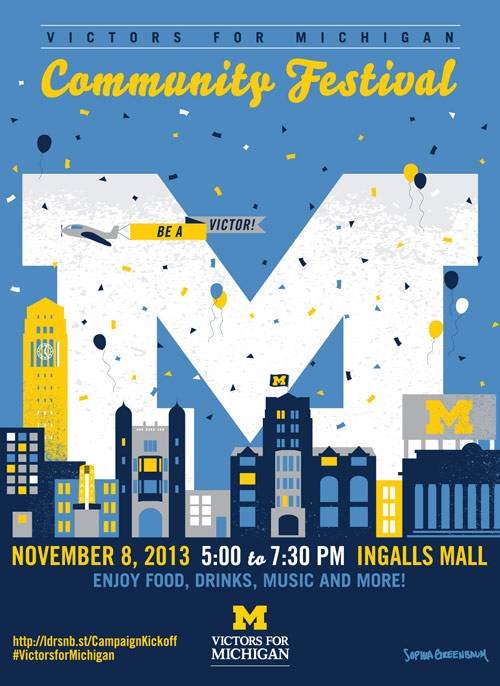 VICTORS FOR MICHIGAN
Community Festival
BE A VICTOR!
M
M
M
NOVEMBER 8, 2013 5:00 to 7:30 PM INGALLS MALL
ENJOY FOOD, DRINKS, MUSIC AND MORE!
M
VICTORS FOR
MICHIGAN
http://ldrsnb.st/CampaignKickoff
#VictorsforMichigan
SOPHIA GREENBAUM